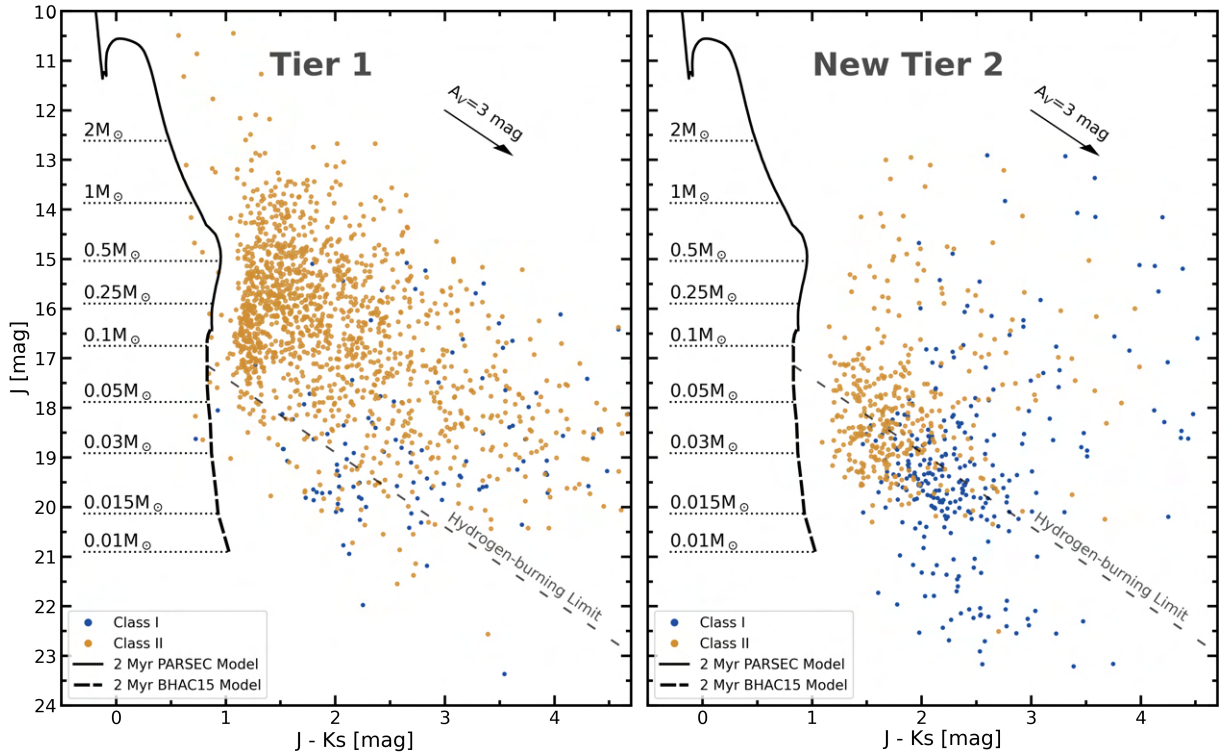 Tier 1
New Tier 2
A_V=3 mag
A_V=3 mag
10
11
12
13
14
15
16
17
18
19
20
21
22
23
24
J [mag]
2M⊙
1M⊙
0.5M⊙
0.25M⊙
0.1M⊙
0.05M⊙
0.03M⊙
0.015M⊙
0.01M⊙
2M⊙
1M⊙
0.5M⊙
0.25M⊙
0.1M⊙
0.05M⊙
0.03M⊙
0.015M⊙
0.01M⊙
Hydrogen-burning Limit
Hydrogen-burning Limit
Class I
Class II
2 Myr PARSEC Model
2 Myr BHAC15 Model
Class I
Class II
2 Myr PARSEC Model
2 Myr BHAC15 Model
0 1 2 3 4
0 1 2 3 4
J - Ks [mag]
J - Ks [mag]